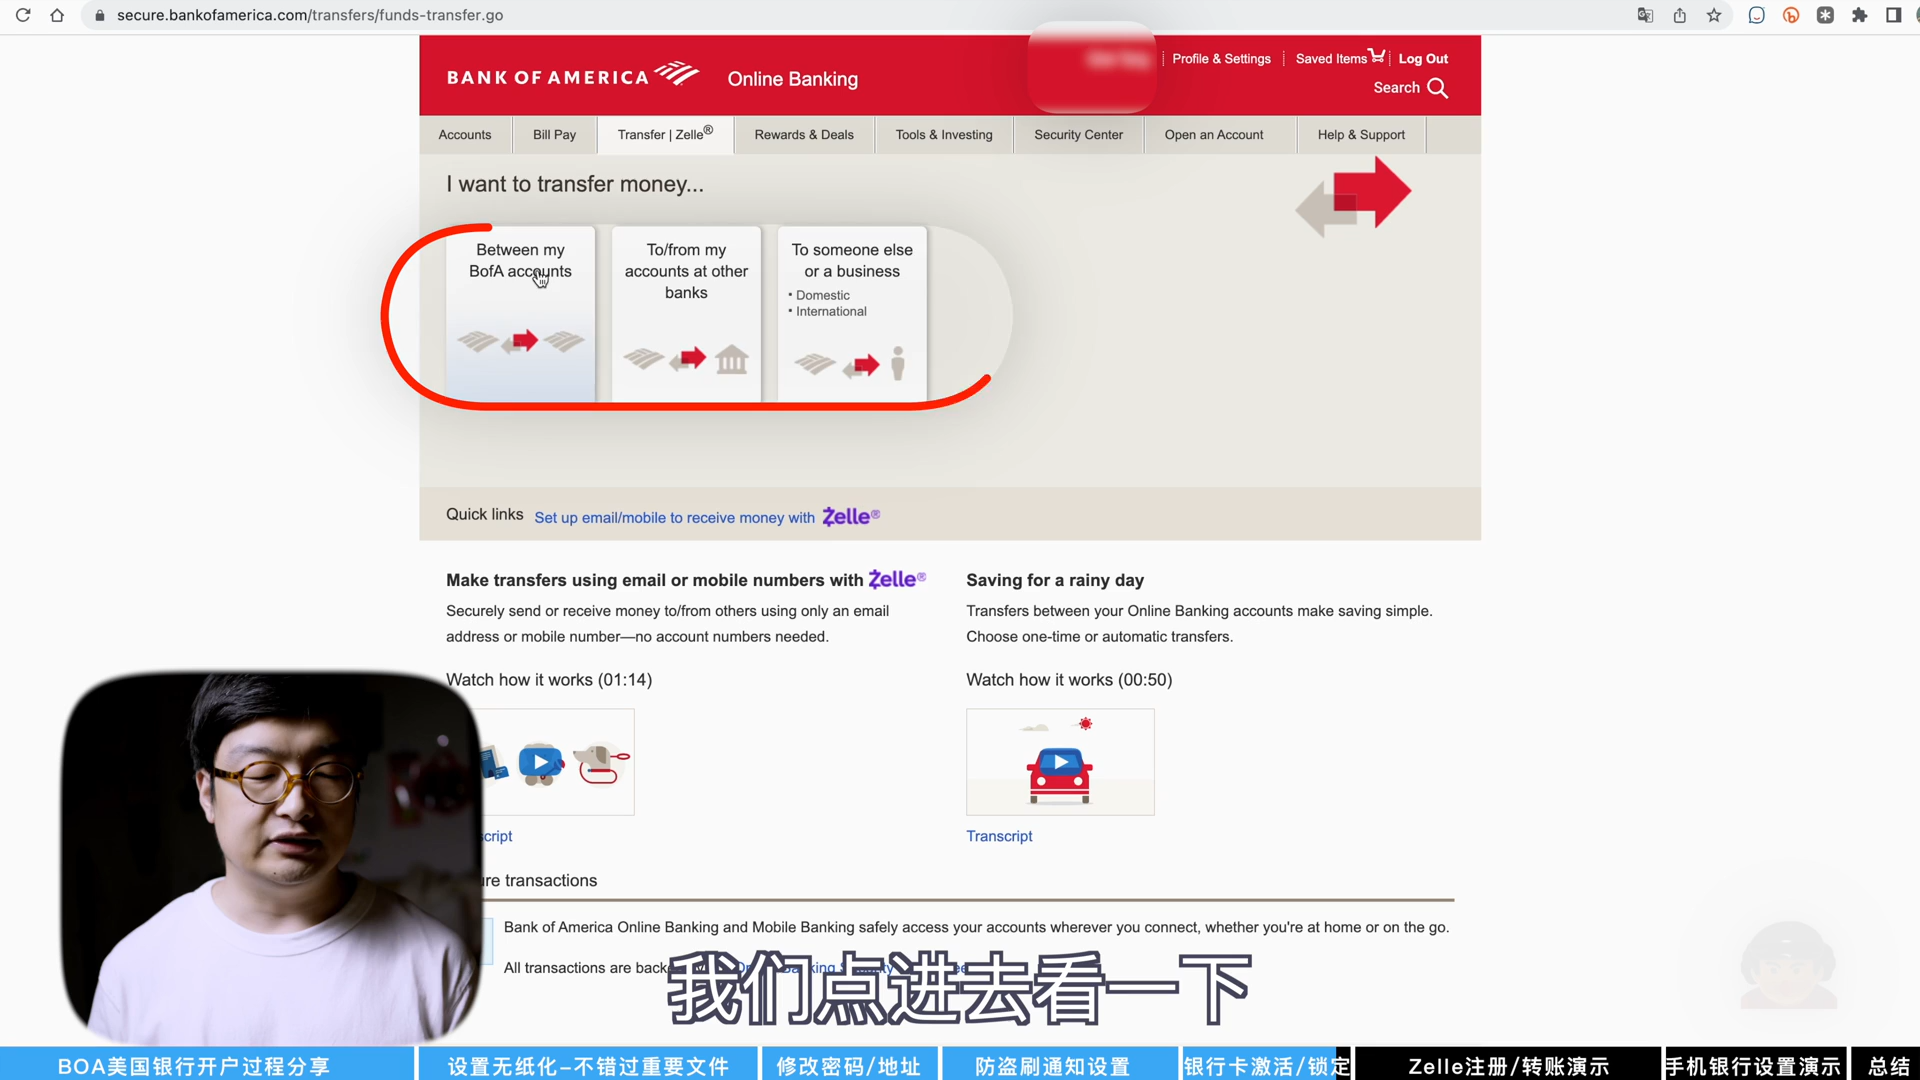 secure.bankofamerica.com/transfers/funds-transfer.go
BANK OF AMERICA
Online Banking
Profile & Settings
Saved Items
Log Out
Search
Accounts
Bill Pay
Transfer | Zelle®
Rewards & Deals
Tools & Investing
Security Center
Open an Account
Help & Support
I want to transfer money...
Between my
BofA accounts
To/from my
accounts at other
banks
To someone else
or a business
• Domestic
• International
Quick links
Set up email/mobile to receive money with Zelle®
Make transfers using email or mobile numbers with Zelle®
Securely send or receive money to/from others using only an email
address or mobile number—no account numbers needed.
Watch how it works (01:14)
script
Saving for a rainy day
Transfers between your Online Banking accounts make saving simple.
Choose one-time or automatic transfers.
Watch how it works (00:50)
Transcript
re transactions
Bank of America Online Banking and Mobile Banking safely access your accounts wherever you connect, whether you're at home or on the go.
All transactions are back
我们点进去看一下
BOA美国银行开户过程分享
设置无纸化-不错过重要文件
修改密码/地址
防盗刷通知设置
银行卡激活/锁定
Zelle注册/转账演示
手机银行设置演示
总结